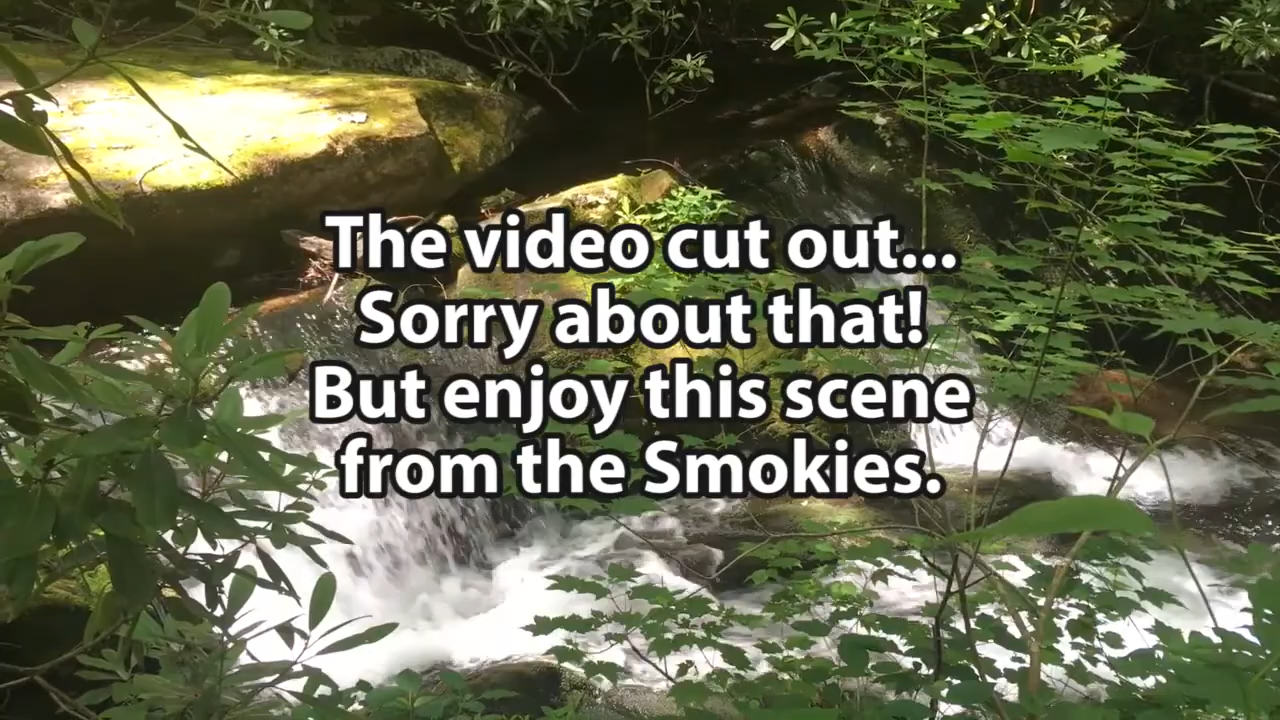 The video cut out...
Sorry about that!
But enjoy this scene
from the Smokies.